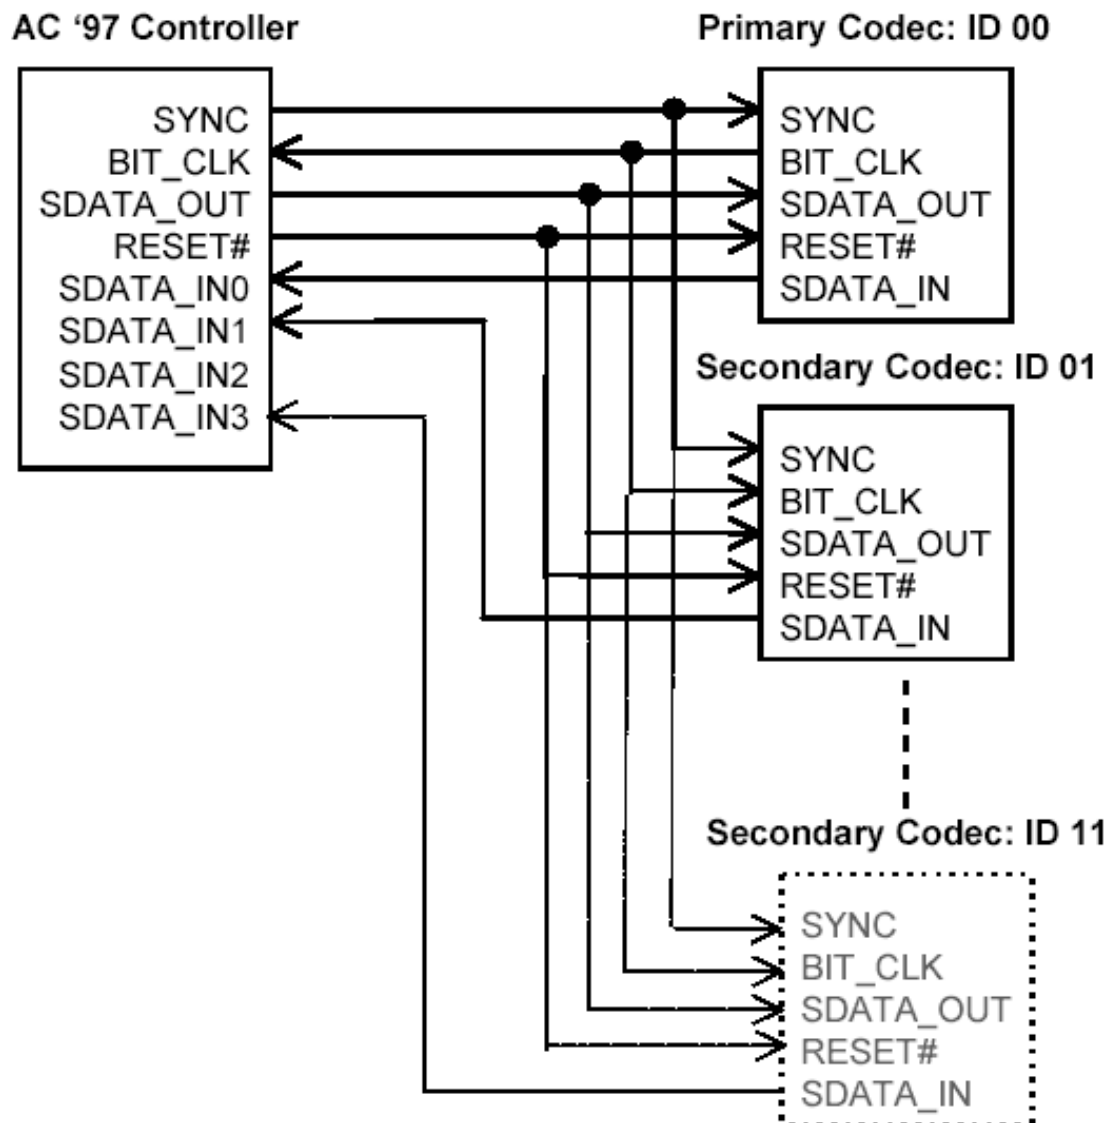 AC ‘97 Controller
SYNC
BIT_CLK
SDATA_OUT
RESET#
SDATA_IN0
SDATA_IN1
SDATA_IN2
SDATA_IN3
Primary Codec: ID 00
SYNC
BIT_CLK
SDATA_OUT
RESET#
SDATA_IN
Secondary Codec: ID 01
SYNC
BIT_CLK
SDATA_OUT
RESET#
SDATA_IN
Secondary Codec: ID 11
SYNC
BIT_CLK
SDATA_OUT
RESET#
SDATA_IN